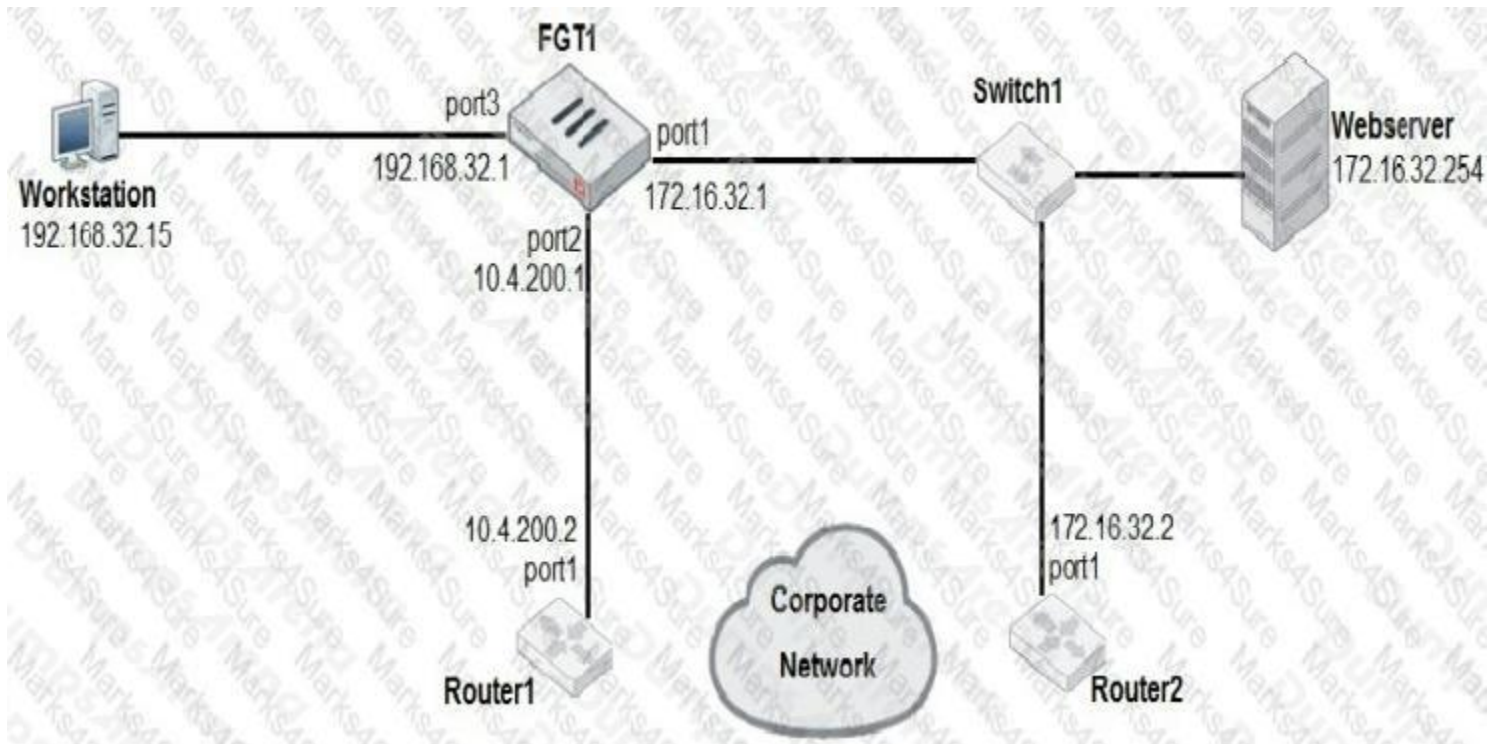 FGT1
port3
192.168.32.1
port1
172.16.32.1
port2
10.4.200.1
Workstation
192.168.32.15
Switch1
Webserver
172.16.32.254
10.4.200.2
port1
Router1
Corporate
Network
172.16.32.2
port1
Router2
Marks4Sure
DumpsArena